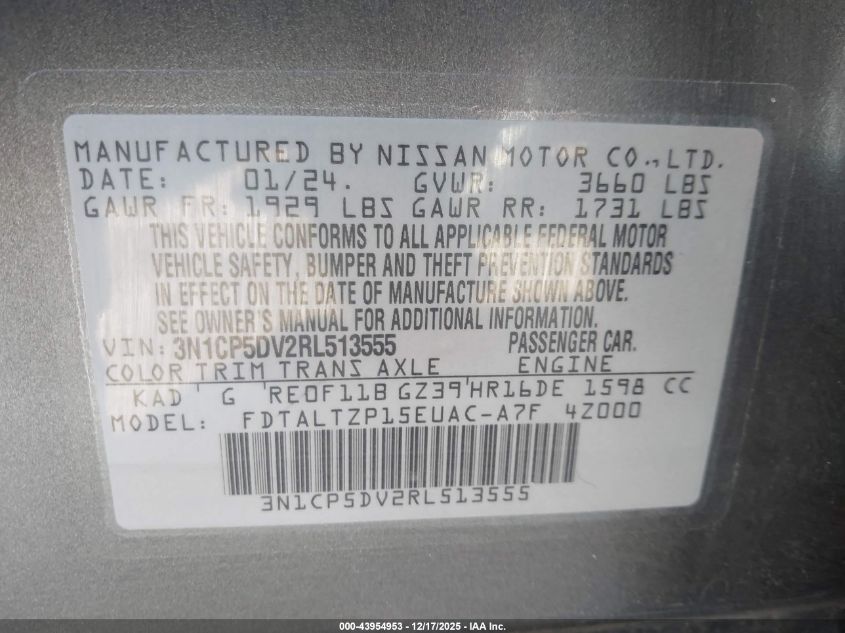 MANUFACTURED BY NISSAN MOTOR CO., LTD.
DATE: 01/24. GVWR: 3660 LBS
GAWR FR: 1929 LBS GAWR RR: 1731 LBS
THIS VEHICLE CONFORMS TO ALL APPLICABLE FEDERAL MOTOR
VEHICLE SAFETY, BUMPER AND THEFT PREVENTION STANDARDS
IN EFFECT ON THE DATE OF MANUFACTURE SHOWN ABOVE.
SEE OWNER'S MANUAL FOR ADDITIONAL INFORMATION.
VIN: 3N1CP5DV2RL513555 PASSENGER CAR.
COLOR TRIM TRANS AXLE ENGINE
KAD G RE0F11B GZ39 HR16DE 1598 CC
MODEL: FDTALTZP15EUAC-A7F 4Z000
3N1CP5DV2RL513555
000-43954953 - 12/17/2025 - IAA Inc.